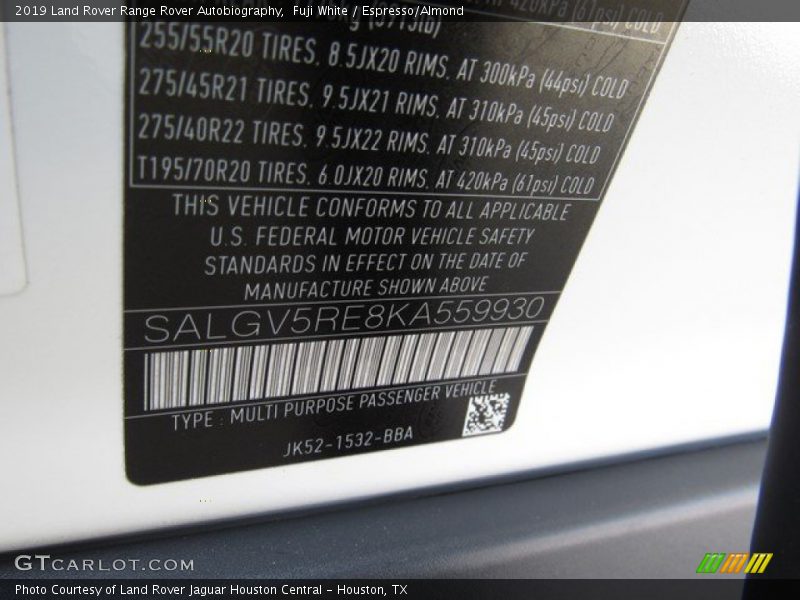 2019 Land Rover Range Rover Autobiography,  Fuji White / Espresso/Almond
420kPa (61psi) COLD
255/55R20 TIRES, 8.5JX20 RIMS, AT 300kPa (44psi) COLD
275/45R21 TIRES, 9.5JX21 RIMS, AT 310kPa (45psi) COLD
275/40R22 TIRES, 9.5JX22 RIMS, AT 310kPa (45psi) COLD
T195/70R20 TIRES, 6.0JX20 RIMS, AT 420kPa (61psi) COLD
THIS VEHICLE CONFORMS TO ALL APPLICABLE
U.S. FEDERAL MOTOR VEHICLE SAFETY
STANDARDS IN EFFECT ON THE DATE OF
MANUFACTURE SHOWN ABOVE
SALGV5RE8KA559930
TYPE : MULTI PURPOSE PASSENGER VEHICLE
JK52-1532-BBA
GTCARLOT.COM
Photo Courtesy of Land Rover Jaguar Houston Central - Houston, TX